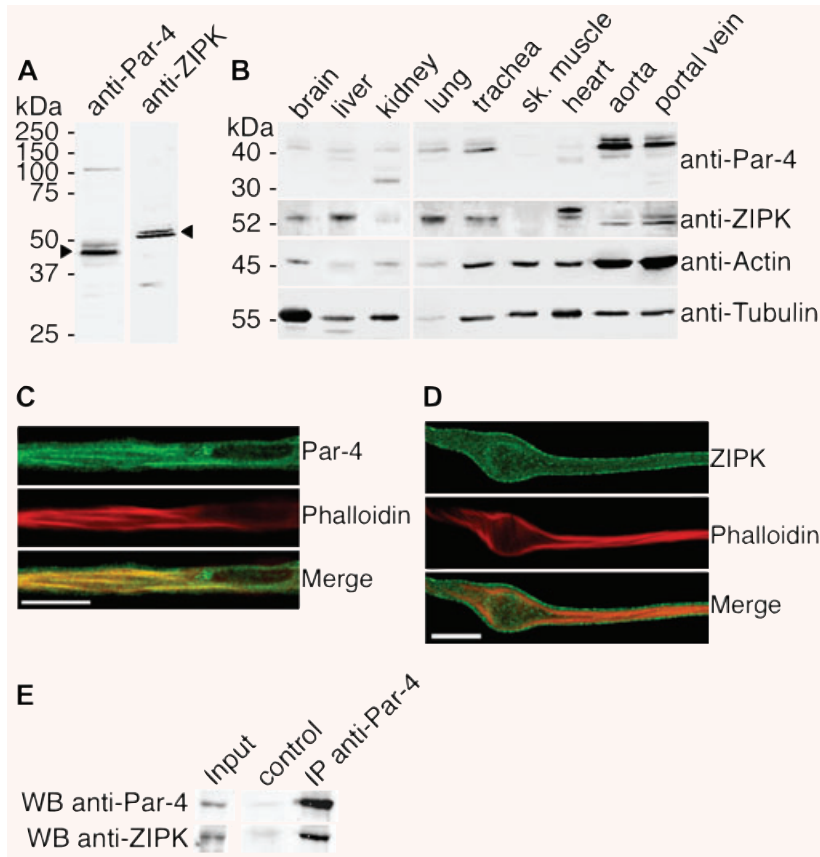 A
anti-Par-4
anti-ZIPK
kDa
250
150
100
75
50
37
25
B
brain
liver
kidney
lung
trachea
sk. muscle
heart
aorta
portal vein
kDa
40
30
anti-Par-4
52
anti-ZIPK
45
anti-Actin
55
anti-Tubulin
C
Par-4
Phalloidin
Merge
D
ZIPK
Phalloidin
Merge
E
Input
control
IP anti-Par-4
WB anti-Par-4
WB anti-ZIPK